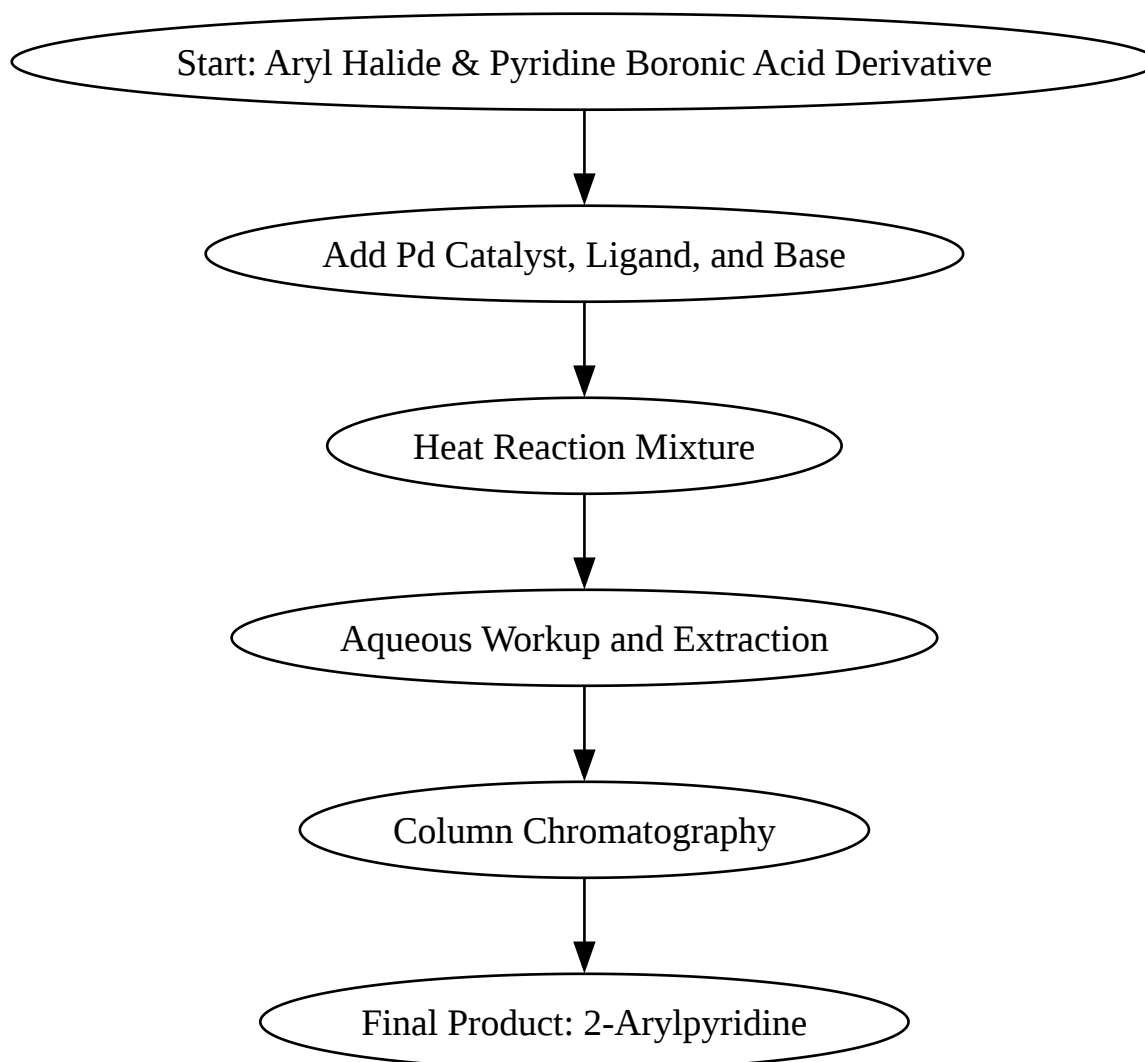 Start: Aryl Halide & Pyridine Boronic Acid Derivative
Add Pd Catalyst, Ligand, and Base
Heat Reaction Mixture
Aqueous Workup and Extraction
Column Chromatography
Final Product: 2-Arylpyridine